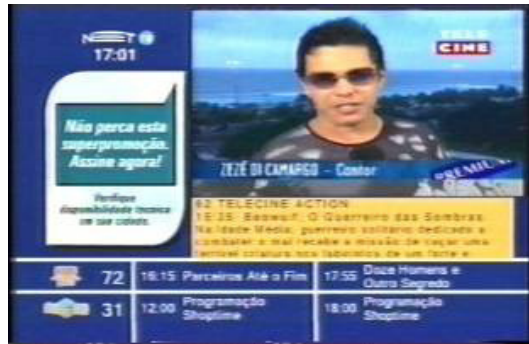 NET
17:01
TELE
CINE
Não perca esta
superpromoção.
Assine agora!
Verifique
disponibilidade técnica
em sua cidade.
ZEZÉ DI CAMARGO - Cantor
PREMIUM
62 TELECINE ACTION
15:25 Beowulf, O Guerreiro das Sombras.
Na Idade Média, guerreiro solitário dedicado a
combater o mal recebe a missão de caçar uma
terrível criatura nos labirintos de um forte e
72 16:15 Parceiros Até o Fim 17:55 Doze Homens e
Outro Segredo
31 12:00 Programação
Shoptime 18:00 Programação
Shoptime